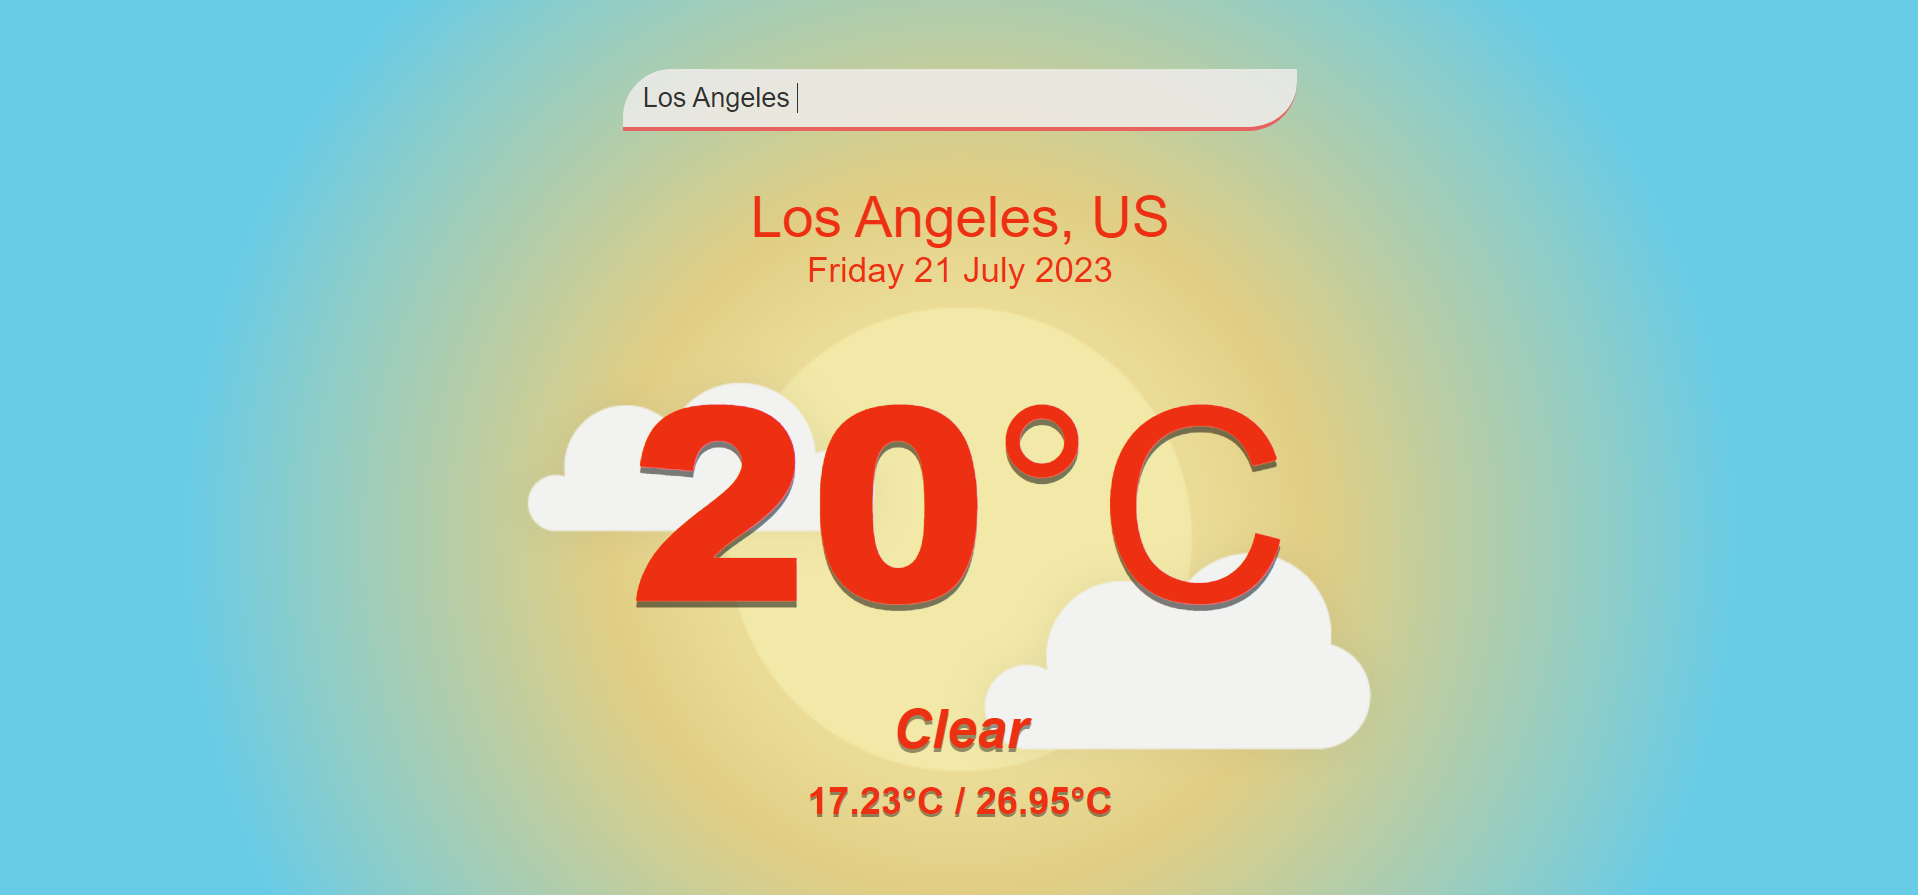 Los Angeles
Los Angeles, US
Friday 21 July 2023
20°C
Clear
17.23°C / 26.95°C